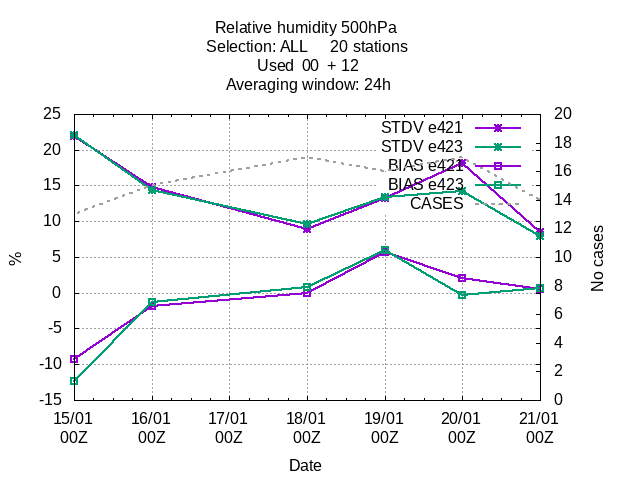 Relative humidity 500hPa
Selection: ALL     20 stations
Used  00  + 12
Averaging window: 24h
25
20
15
10
5
0
-5
-10
-15
%
20
18
16
14
12
10
8
6
4
2
0
No cases
STDV e421
STDV e423
BIAS e421
BIAS e423
CASES
15/01 16/01 17/01 18/01 19/01 20/01 21/01
00Z 00Z 00Z 00Z 00Z 00Z 00Z
Date